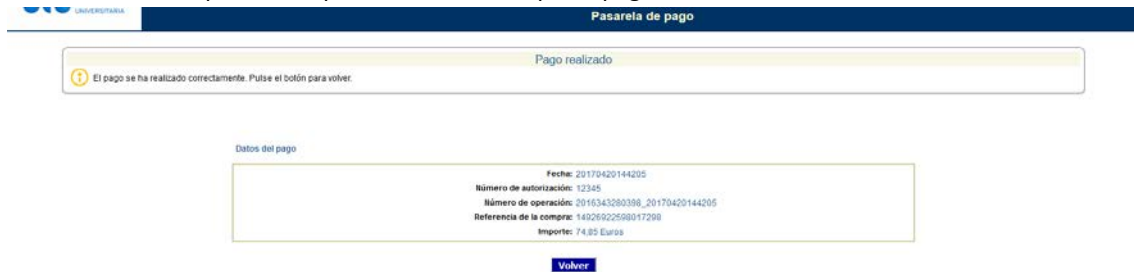 UNIVERSITARIA
Pasarela de pago
Pago realizado
El pago se ha realizado correctamente. Pulse el botón para volver.
Datos del pago
Fecha: 20170420144205
Número de autorización: 12345
Número de operación: 2016343280398_20170420144205
Referencia de la compra: 14926922598017298
Importe: 74,85 Euros
Volver